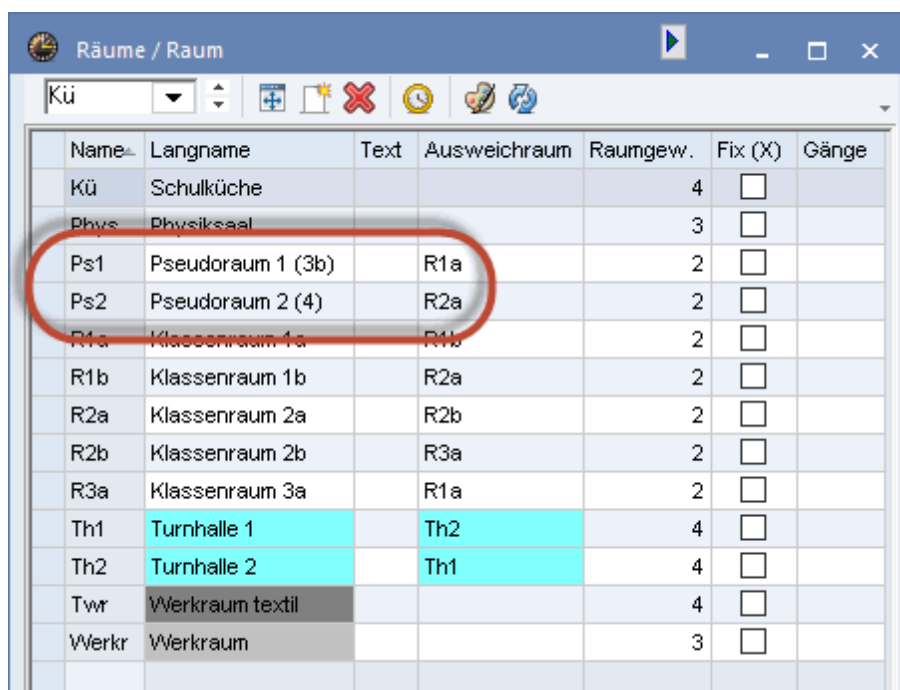 Räume / Raum
Kü
Name Langname Text Ausweichraum Raumgew. Fix (X) Gänge
Kü Schulküche 4
Phys Physiksaal 3
Ps1 Pseudoraum 1 (3b) R1a 2
Ps2 Pseudoraum 2 (4) R2a 2
R1a Klassenraum 1a R1b 2
R1b Klassenraum 1b R2a 2
R2a Klassenraum 2a R2b 2
R2b Klassenraum 2b R3a 2
R3a Klassenraum 3a R1a 2
Th1 Turnhalle 1 Th2 4
Th2 Turnhalle 2 Th1 4
Twr Werkraum textil 4
Werkr Werkraum 3